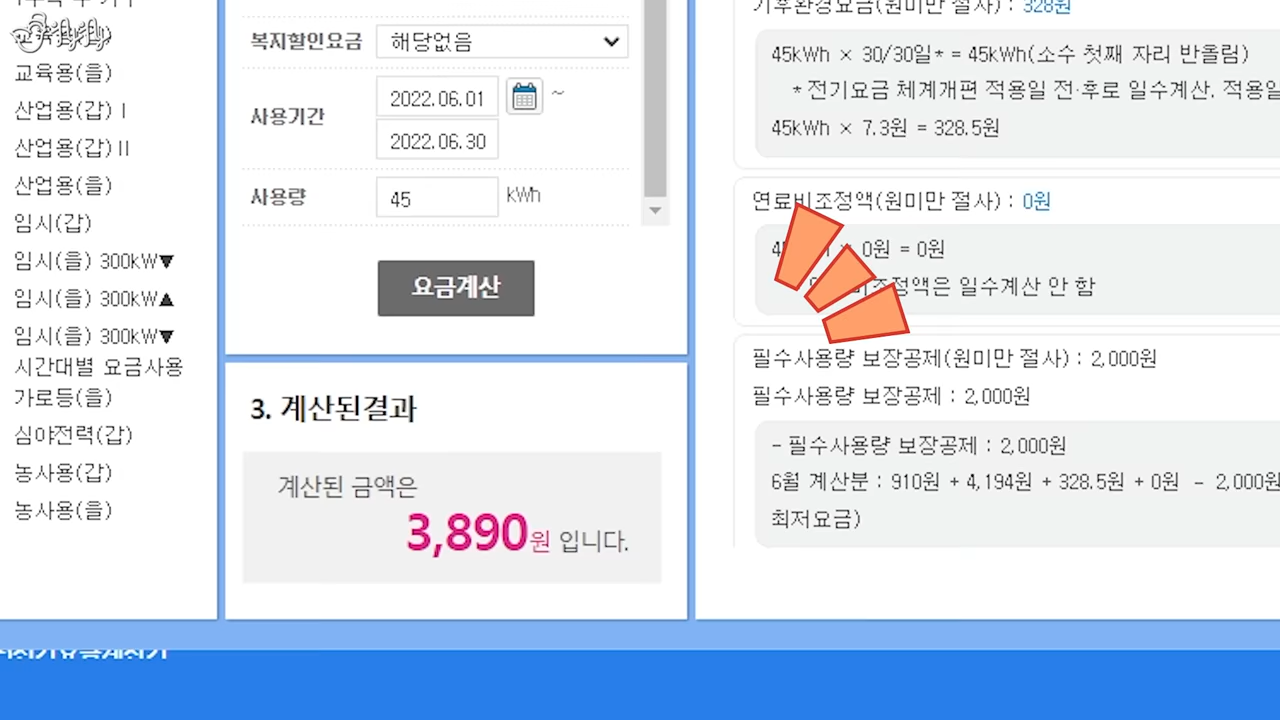 교육용(을)
산업용(갑) I
산업용(갑) II
산업용(을)
임시(갑)
임시(을) 300kW▼
임시(을) 300kW▲
임시(을) 300kW▼
시간대별 요금사용
가로등(을)
심야전력(갑)
농사용(갑)
농사용(을)
복지할인요금 해당없음
사용기간 2022.06.01 ~
2022.06.30
사용량 45 kWh
요금계산
3. 계산된결과
계산된 금액은
3,890원 입니다.
기후환경요금(원미만 절사) : 328원
45kWh × 30/30일* = 45kWh(소수 첫째 자리 반올림)
* 전기요금 체계개편 적용일 전·후로 일수계산. 적용일
45kWh × 7.3원 = 328.5원
연료비조정액(원미만 절사) : 0원
× 0원 = 0원
조정액은 일수계산 안 함
필수사용량 보장공제(원미만 절사) : 2,000원
필수사용량 보장공제 : 2,000원
- 필수사용량 보장공제 : 2,000원
6월 계산분 : 910원 + 4,194원 + 328.5원 + 0원 - 2,000원
최저요금)